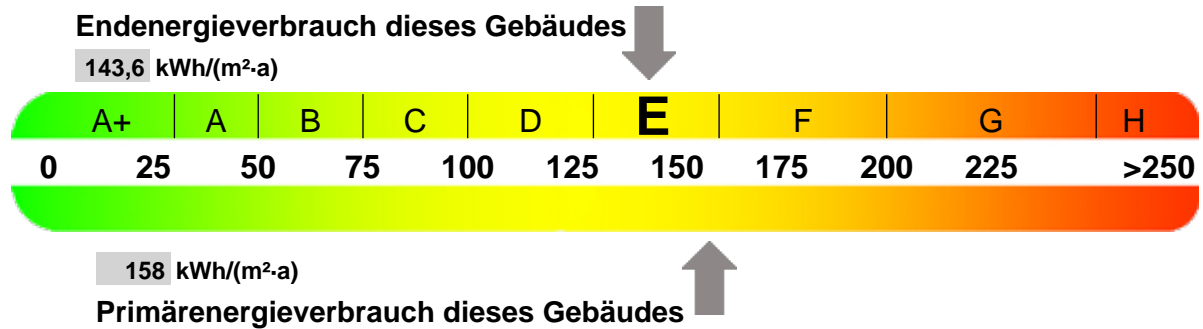 Endenergieverbrauch dieses Gebäudes
143,6 kWh/(m²·a)
A+ A B C D E F G H
0 25 50 75 100 125 150 175 200 225 >250
158 kWh/(m²·a)
Primärenergieverbrauch dieses Gebäudes